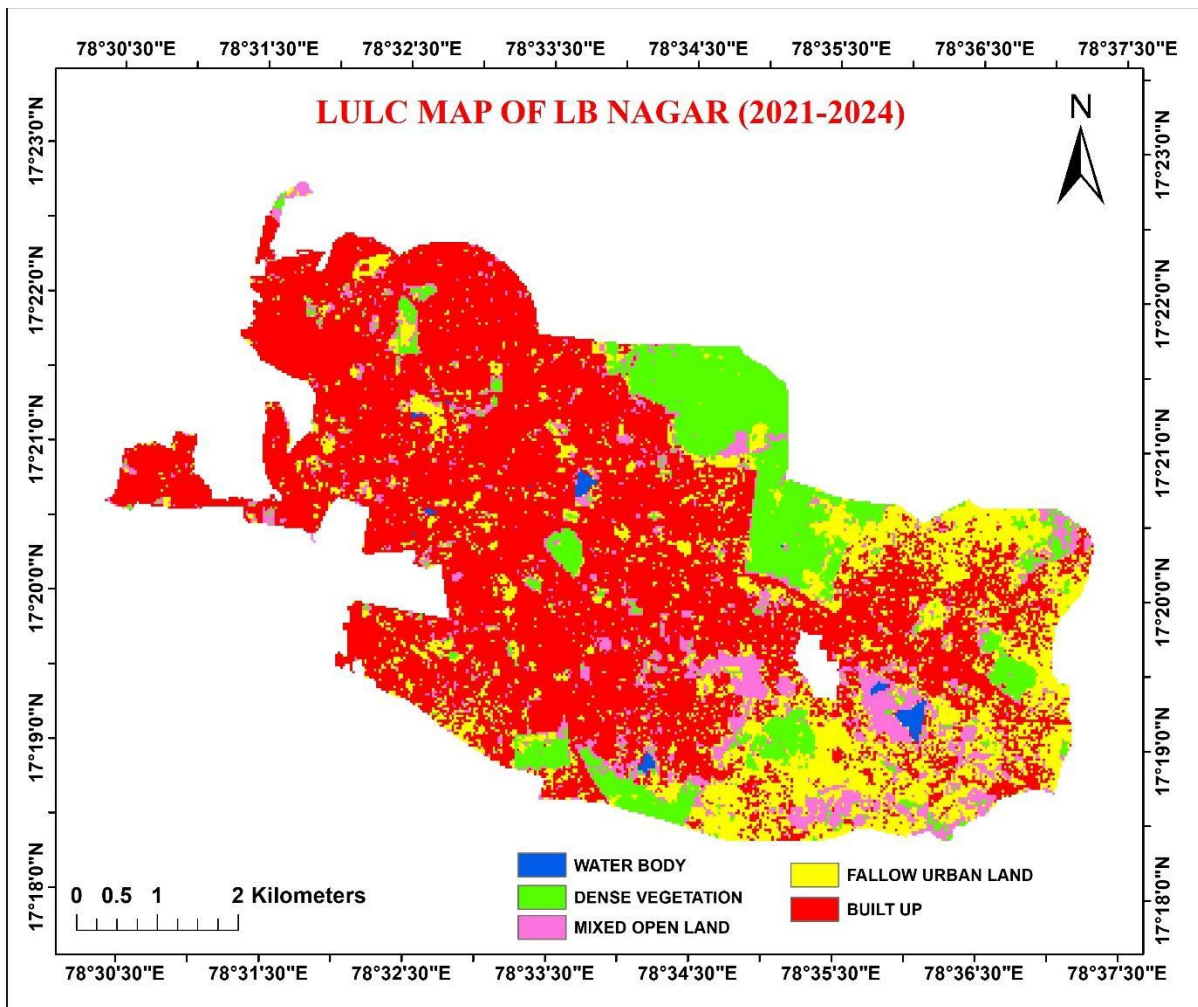 78°30'30"E 78°31'30"E 78°32'30"E 78°33'30"E 78°34'30"E 78°35'30"E 78°36'30"E 78°37'30"E
LULC MAP OF LB NAGAR (2021-2024)
N
17°23'0"N 17°23'0"N
17°22'0"N 17°22'0"N
17°21'0"N 17°21'0"N
17°20'0"N 17°20'0"N
17°19'0"N 17°19'0"N
17°18'0"N 17°18'0"N
WATER BODY
DENSE VEGETATION
MIXED OPEN LAND
FALLOW URBAN LAND
BUILT UP
0 0.5 1 2 Kilometers
78°30'30"E 78°31'30"E 78°32'30"E 78°33'30"E 78°34'30"E 78°35'30"E 78°36'30"E 78°37'30"E